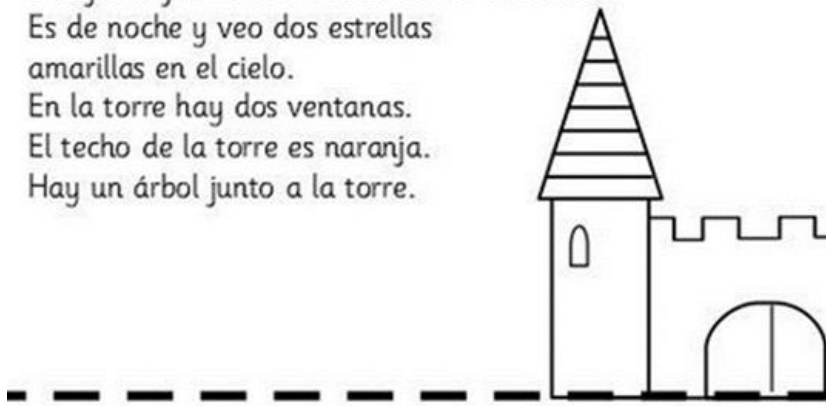 Es de noche y veo dos estrellas
amarillas en el cielo.
En la torre hay dos ventanas.
El techo de la torre es naranja.
Hay un árbol junto a la torre.